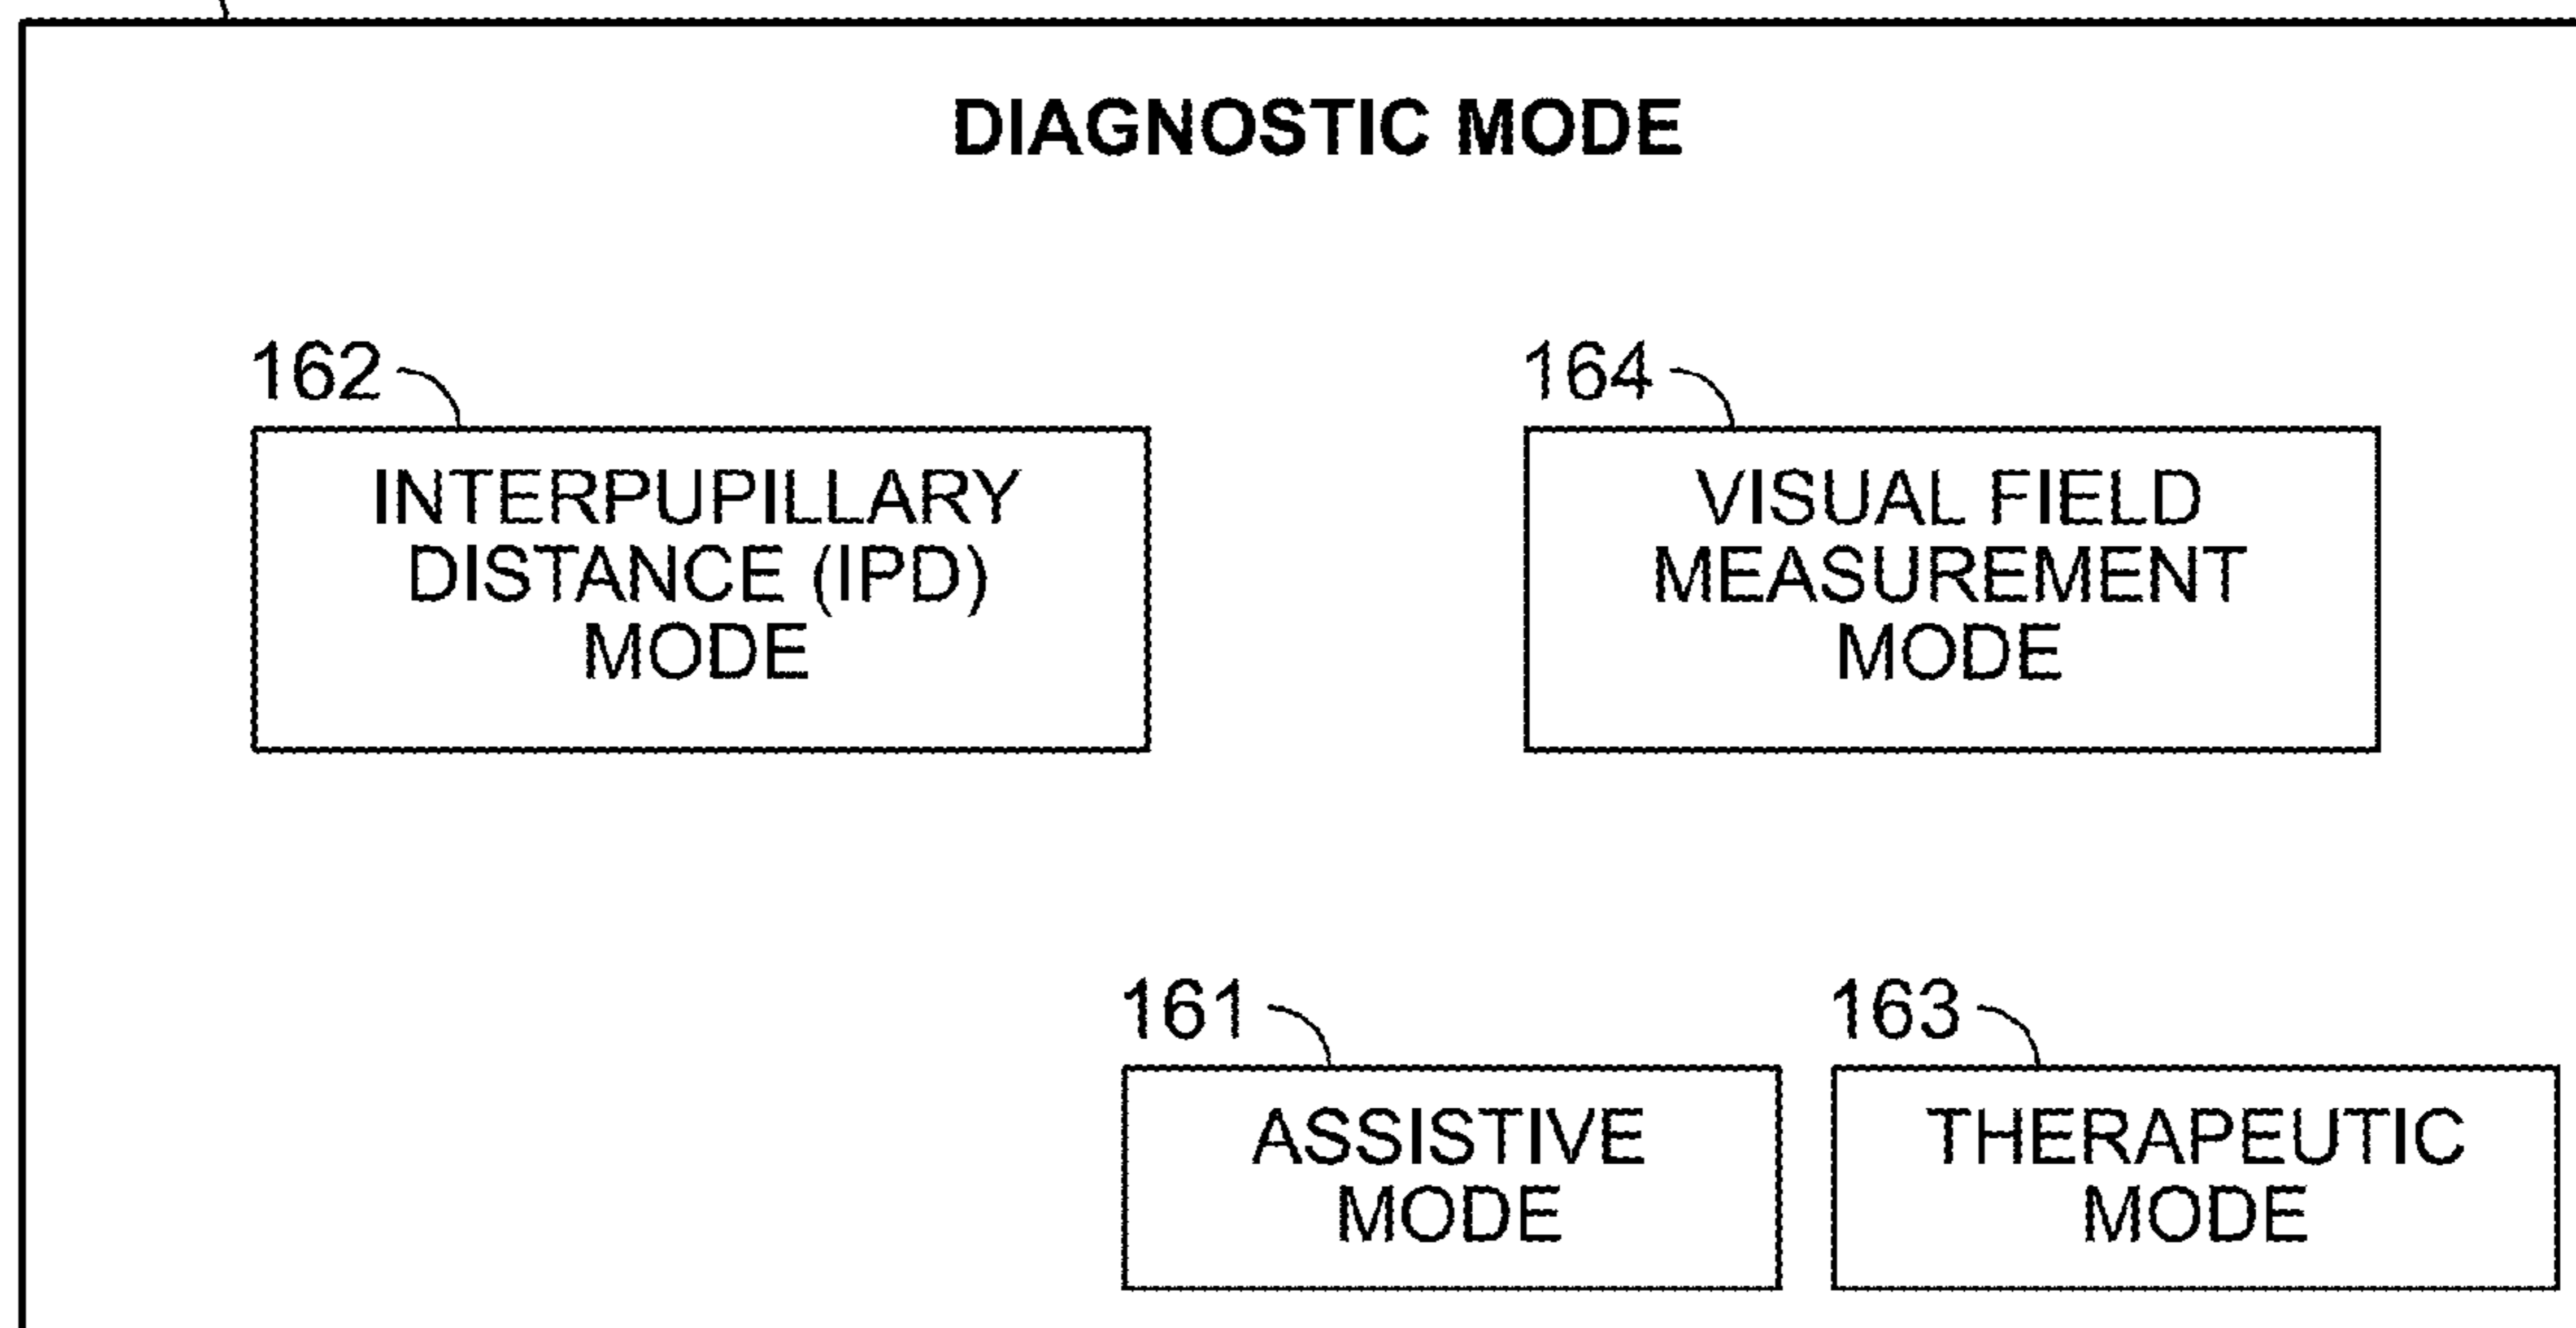 DIAGNOSTIC MODE
162
164
INTERPUPILLARY
DISTANCE (IPD)
MODE
VISUAL FIELD
MEASUREMENT
MODE
161
163
ASSISTIVE
MODE
THERAPEUTIC
MODE